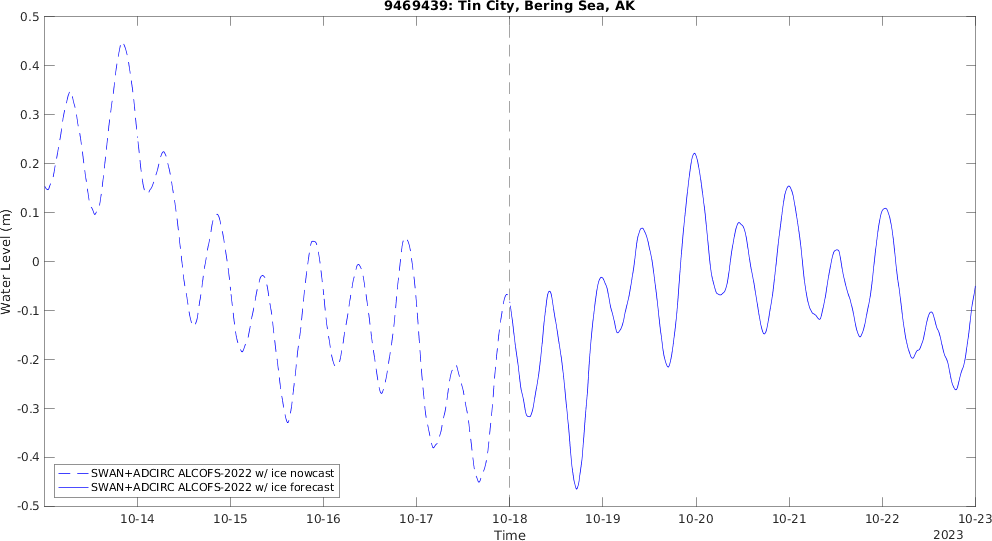 9469439: Tin City, Bering Sea, AK
Water Level (m)
0.5
0.4
0.3
0.2
0.1
0
-0.1
-0.2
-0.3
-0.4
-0.5
SWAN+ADCIRC ALCOFS-2022 w/ ice nowcast
SWAN+ADCIRC ALCOFS-2022 w/ ice forecast
10-14 10-15 10-16 10-17 10-18 10-19 10-20 10-21 10-22 10-23
Time
2023